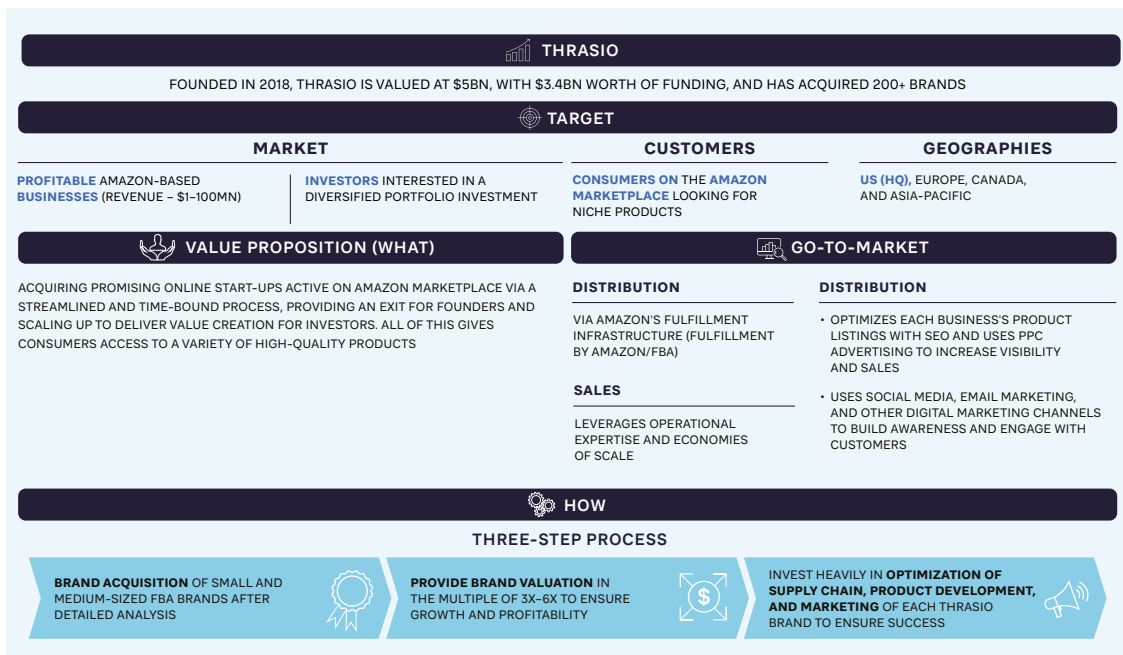 THRASIO
FOUNDED IN 2018, THRASIO IS VALUED AT $5BN, WITH $3.4BN WORTH OF FUNDING, AND HAS ACQUIRED 200+ BRANDS
TARGET
MARKET
PROFITABLE AMAZON-BASED
BUSINESSES (REVENUE – $1–100MN)
INVESTORS INTERESTED IN A
DIVERSIFIED PORTFOLIO INVESTMENT
CUSTOMERS
CONSUMERS ON THE AMAZON
MARKETPLACE LOOKING FOR
NICHE PRODUCTS
GEOGRAPHIES
US (HQ), EUROPE, CANADA,
AND ASIA-PACIFIC
VALUE PROPOSITION (WHAT)
ACQUIRING PROMISING ONLINE START-UPS ACTIVE ON AMAZON MARKETPLACE VIA A
STREAMLINED AND TIME-BOUND PROCESS, PROVIDING AN EXIT FOR FOUNDERS AND
SCALING UP TO DELIVER VALUE CREATION FOR INVESTORS. ALL OF THIS GIVES
CONSUMERS ACCESS TO A VARIETY OF HIGH-QUALITY PRODUCTS
GO-TO-MARKET
DISTRIBUTION
VIA AMAZON'S FULFILLMENT
INFRASTRUCTURE (FULFILLMENT
BY AMAZON/FBA)
SALES
LEVERAGES OPERATIONAL
EXPERTISE AND ECONOMIES
OF SCALE
DISTRIBUTION
• OPTIMIZES EACH BUSINESS'S PRODUCT
LISTINGS WITH SEO AND USES PPC
ADVERTISING TO INCREASE VISIBILITY
AND SALES
• USES SOCIAL MEDIA, EMAIL MARKETING,
AND OTHER DIGITAL MARKETING CHANNELS
TO BUILD AWARENESS AND ENGAGE WITH
CUSTOMERS
HOW
THREE-STEP PROCESS
BRAND ACQUISITION OF SMALL AND
MEDIUM-SIZED FBA BRANDS AFTER
DETAILED ANALYSIS
PROVIDE BRAND VALUATION IN
THE MULTIPLE OF 3X–6X TO ENSURE
GROWTH AND PROFITABILITY
$
INVEST HEAVILY IN OPTIMIZATION OF
SUPPLY CHAIN, PRODUCT DEVELOPMENT,
AND MARKETING OF EACH THRASIO
BRAND TO ENSURE SUCCESS